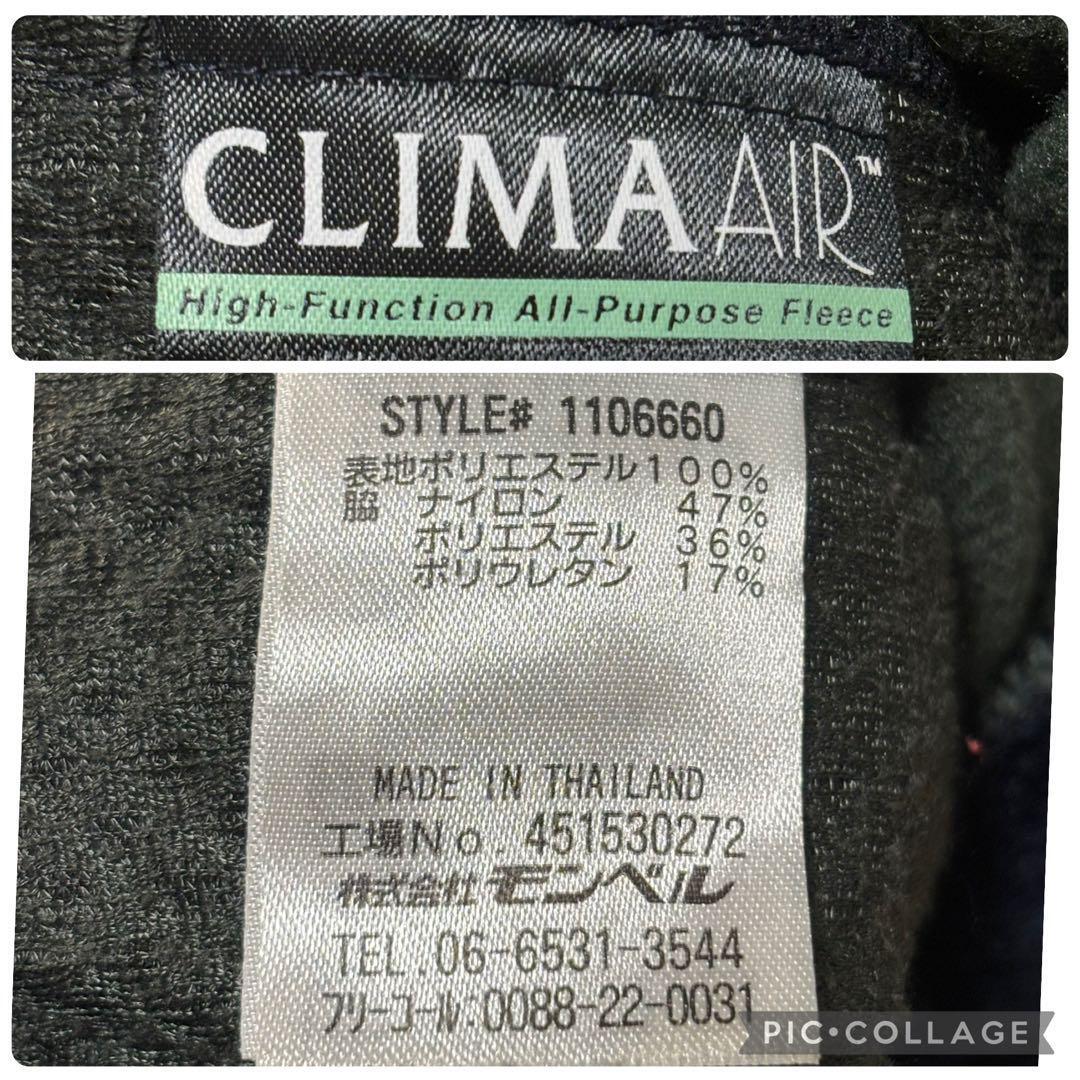 CLIMAAIR™
High-Function All-Purpose Fleece
STYLE# 1106660
表地ポリエステル100%
脇 ナイロン 47%
ポリエステル 36%
ポリウレタン 17%
MADE IN THAILAND
工場No. 451530272
株式会社モンベル
TEL.06-6531-3544
フリーコール:0088-22-0031
PIC•COLLAGE